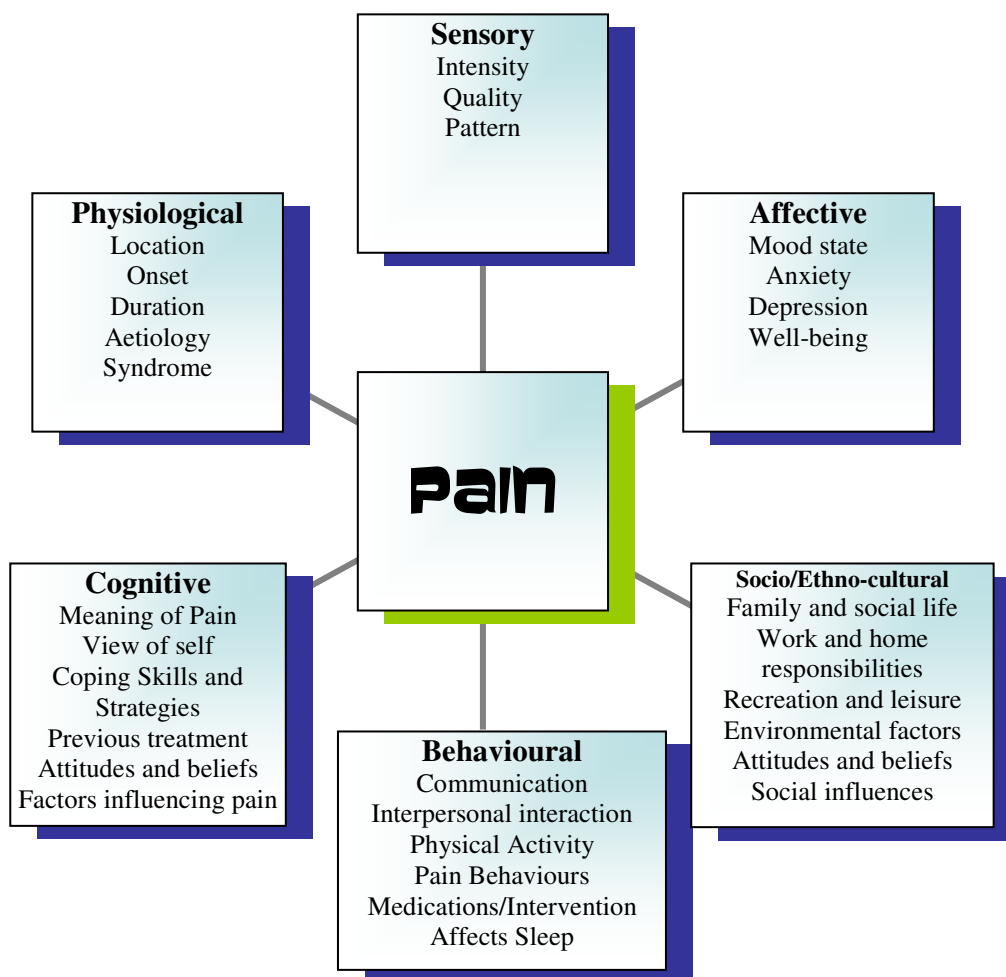 Sensory
Intensity
Quality
Pattern
Physiological
Location
Onset
Duration
Aetiology
Syndrome
Affective
Mood state
Anxiety
Depression
Well-being
Pain
Cognitive
Meaning of Pain
View of self
Coping Skills and
Strategies
Previous treatment
Attitudes and beliefs
Factors influencing pain
Socio/Ethno-cultural
Family and social life
Work and home
responsibilities
Recreation and leisure
Environmental factors
Attitudes and beliefs
Social influences
Behavioural
Communication
Interpersonal interaction
Physical Activity
Pain Behaviours
Medications/Intervention
Affects Sleep